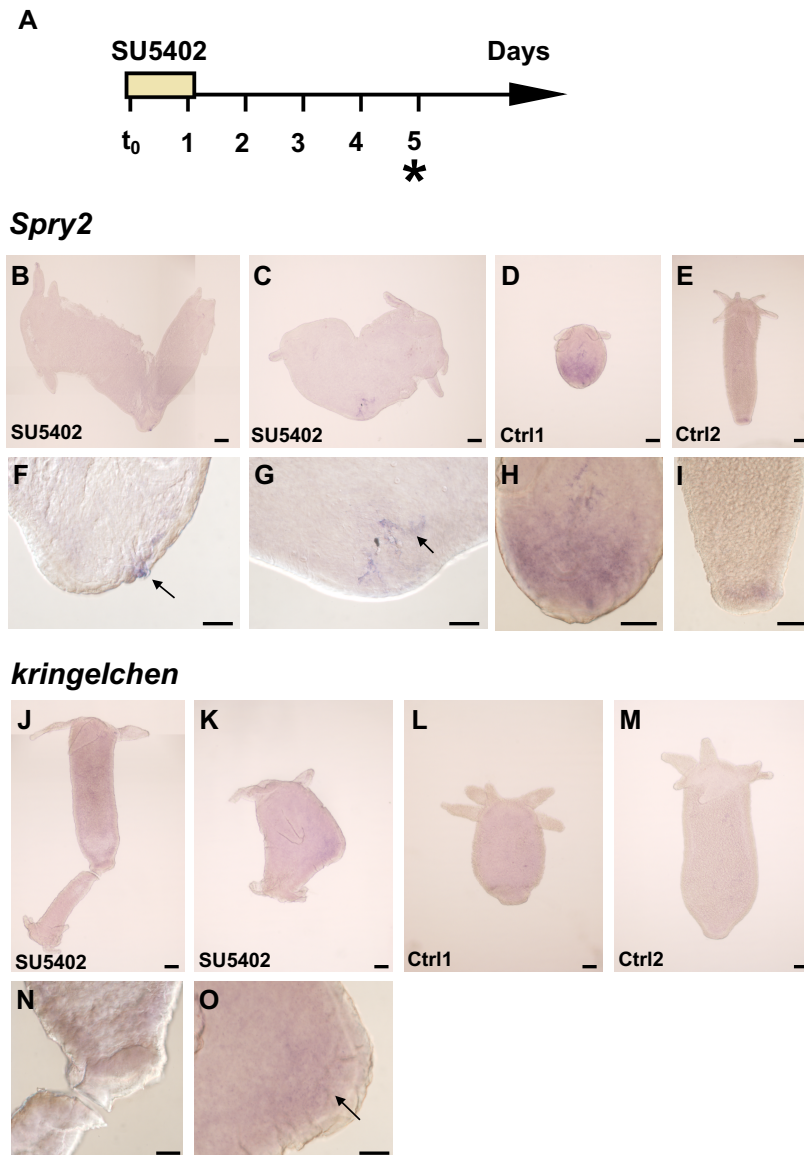 A
SU5402 Days
t₀ 1 2 3 4 5
*
Spry2
B C D E
SU5402 SU5402 Ctrl1 Ctrl2
F G H I
kringelchen
J K L M
SU5402 SU5402 Ctrl1 Ctrl2
N O